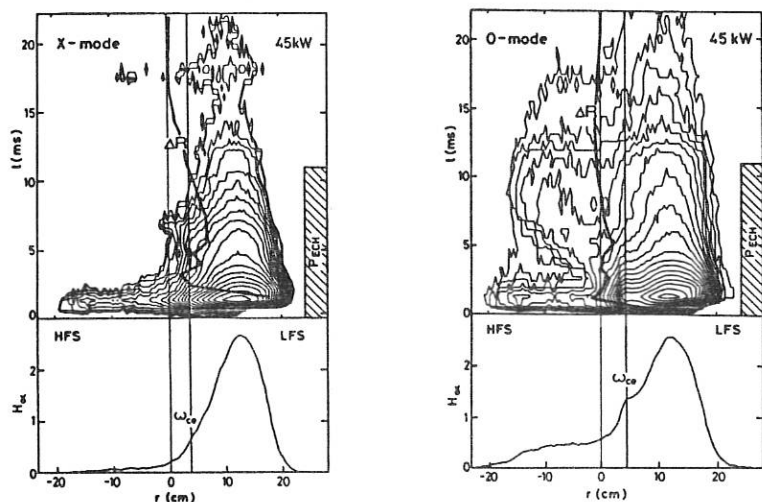 X-mode 45kW
20
15
10
5
0
t (ms)
ΔR
PECH
HFS LFS
ωce
Hα
2
1
0
-20 -10 0 10 20
r (cm)
O-mode 45kW
20
15
10
5
0
t (ms)
ΔR
PECH
HFS LFS
ωce
Hα
2
1
0
-20 -10 0 10 20
r (cm)